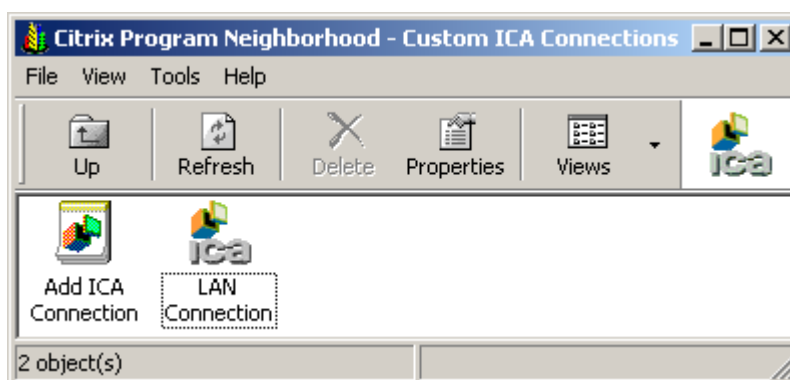 Citrix Program Neighborhood - Custom ICA Connections
File View Tools Help
Up Refresh Delete Properties Views ica
ica
Add ICA Connection
LAN Connection
2 object(s)